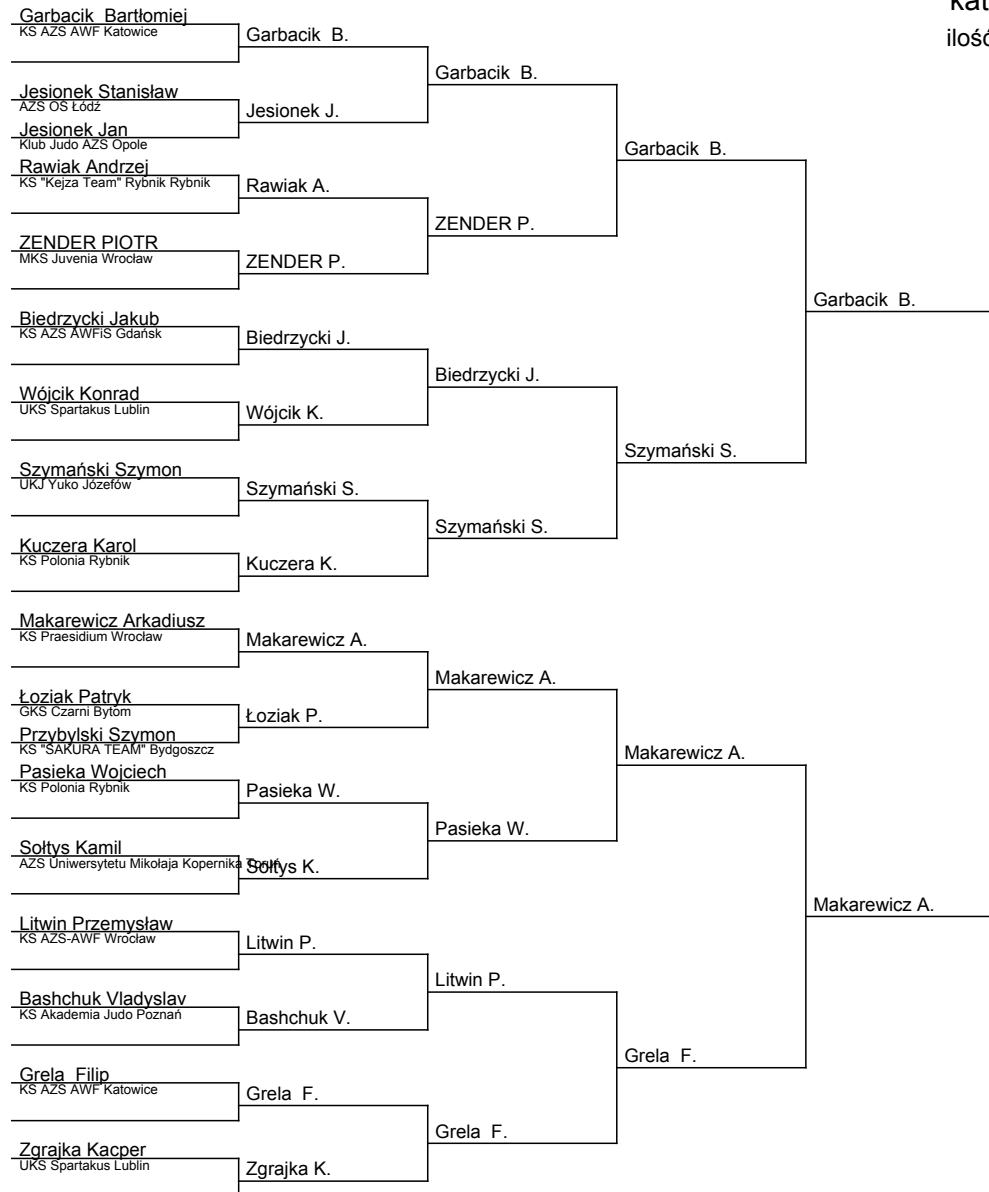 kat
ilość
Garbacik Bartłomiej
KS AZS AWF Katowice
Garbacik B.
Garbacik B.
Jesionek Stanisław
AZS OŚ Łódź
Jesionek J.
Jesionek Jan
Klub Judo AZS Opole
Garbacik B.
Rawiak Andrzej
KS "Kejza Team" Rybnik Rybnik
Rawiak A.
ZENDER P.
ZENDER PIOTR
MKS Juvenia Wrocław
ZENDER P.
Garbacik B.
Biedrzycki Jakub
KS AZS AWFiS Gdańsk
Biedrzycki J.
Biedrzycki J.
Wójcik Konrad
UKS Spartakus Lublin
Wójcik K.
Szymański S.
Szymański Szymon
UKJ Yuko Józefów
Szymański S.
Szymański S.
Kuczera Karol
KS Polonia Rybnik
Kuczera K.
Makarewicz Arkadiusz
KS Praesidium Wrocław
Makarewicz A.
Makarewicz A.
Łoziak Patryk
GKS Czarni Bytom
Łoziak P.
Przybylski Szymon
KS "SAKURA TEAM" Bydgoszcz
Makarewicz A.
Pasieka Wojciech
KS Polonia Rybnik
Pasieka W.
Pasieka W.
Sołtys Kamil
AZS Uniwersytetu Mikołaja Kopernika Toruń
Sołtys K.
Makarewicz A.
Litwin Przemysław
KS AZS-AWF Wrocław
Litwin P.
Litwin P.
Bashchuk Vladyslav
KS Akademia Judo Poznań
Bashchuk V.
Grela F.
Grela Filip
KS AZS AWF Katowice
Grela F.
Grela F.
Zgrajka Kacper
UKS Spartakus Lublin
Zgrajka K.